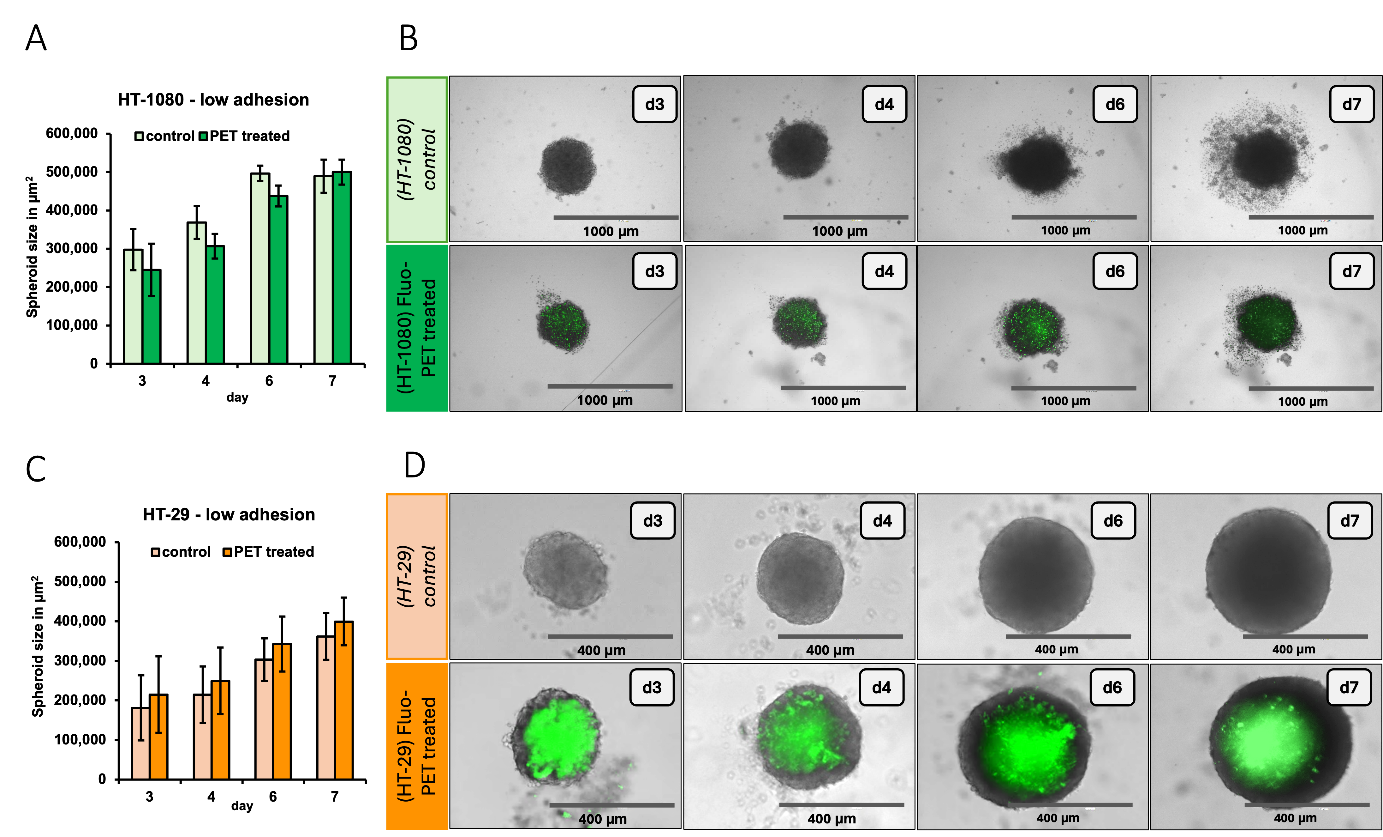 A
HT-1080 - low adhesion
control PET treated
600,000
500,000
400,000
300,000
200,000
100,000
0
Spheroid size in µm²
3 4 6 7
day
B
(HT-1080)
control
d3 d4 d6 d7
1000 µm 1000 µm 1000 µm 1000 µm
(HT-1080) Fluo-
PET treated
d3 d4 d6 d7
1000 µm 1000 µm 1000 µm 1000 µm
C
HT-29 - low adhesion
control PET treated
600,000
500,000
400,000
300,000
200,000
100,000
0
Spheroid size in µm²
3 4 6 7
day
D
(HT-29)
control
d3 d4 d6 d7
400 µm 400 µm 400 µm 400 µm
(HT-29) Fluo-
PET treated
d3 d4 d6 d7
400 µm 400 µm 400 µm 400 µm